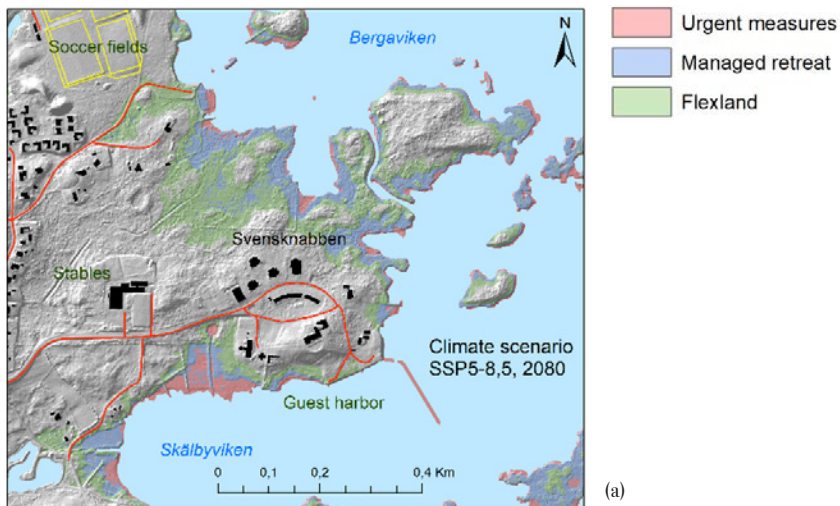 Soccer fields
Bergaviken
N
Urgent measures
Managed retreat
Flexland
Svensknabben
Stables
Climate scenario
SSP5-8,5, 2080
Guest harbor
Skälbyviken
0 0,1 0,2 0,4 Km
(a)